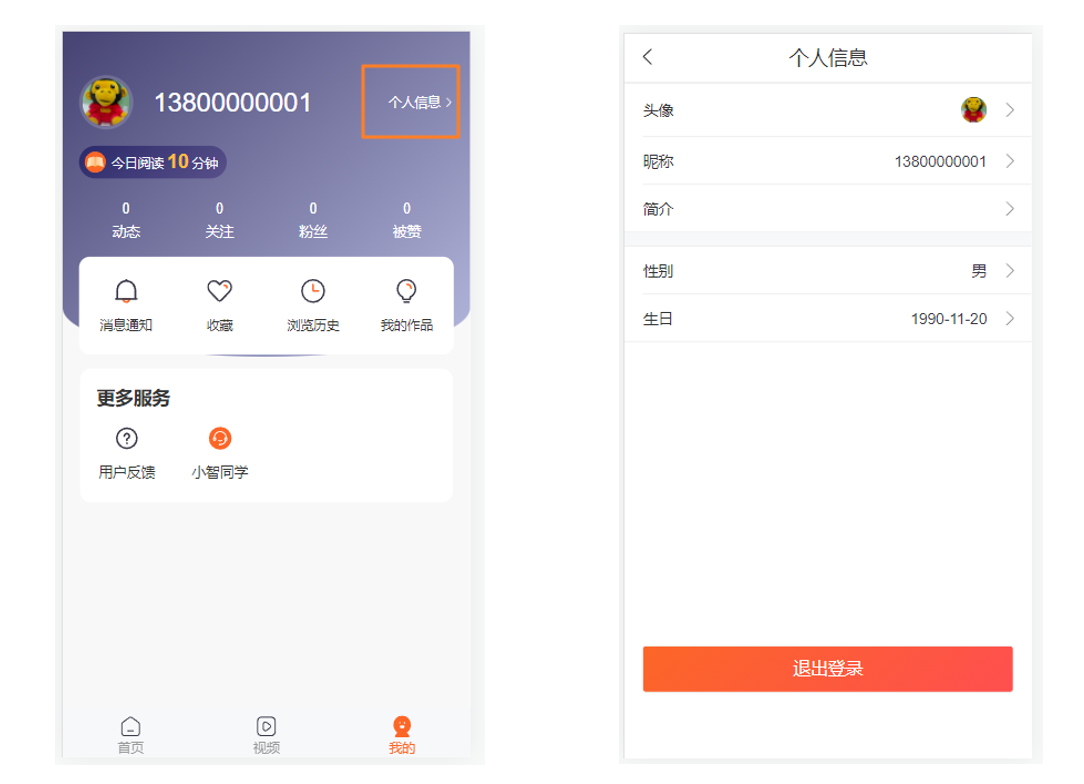 13800000001
个人信息
今日阅读10分钟
0 0 0 0
动态 关注 粉丝 被赞
消息通知 收藏 浏览历史 我的作品
更多服务
用户反馈 小智同学
首页 视频 我的
个人信息
头像
昵称 13800000001
简介
性别 男
生日 1990-11-20
退出登录